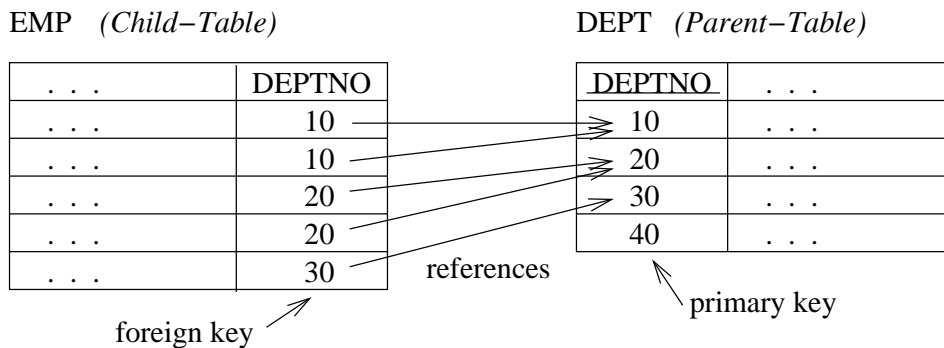 EMP (Child−Table)
DEPT (Parent−Table)
. . . DEPTNO
. . . 10
. . . 10
. . . 20
. . . 20
. . . 30
DEPTNO . . .
10 . . .
20 . . .
30 . . .
40 . . .
references
foreign key
primary key